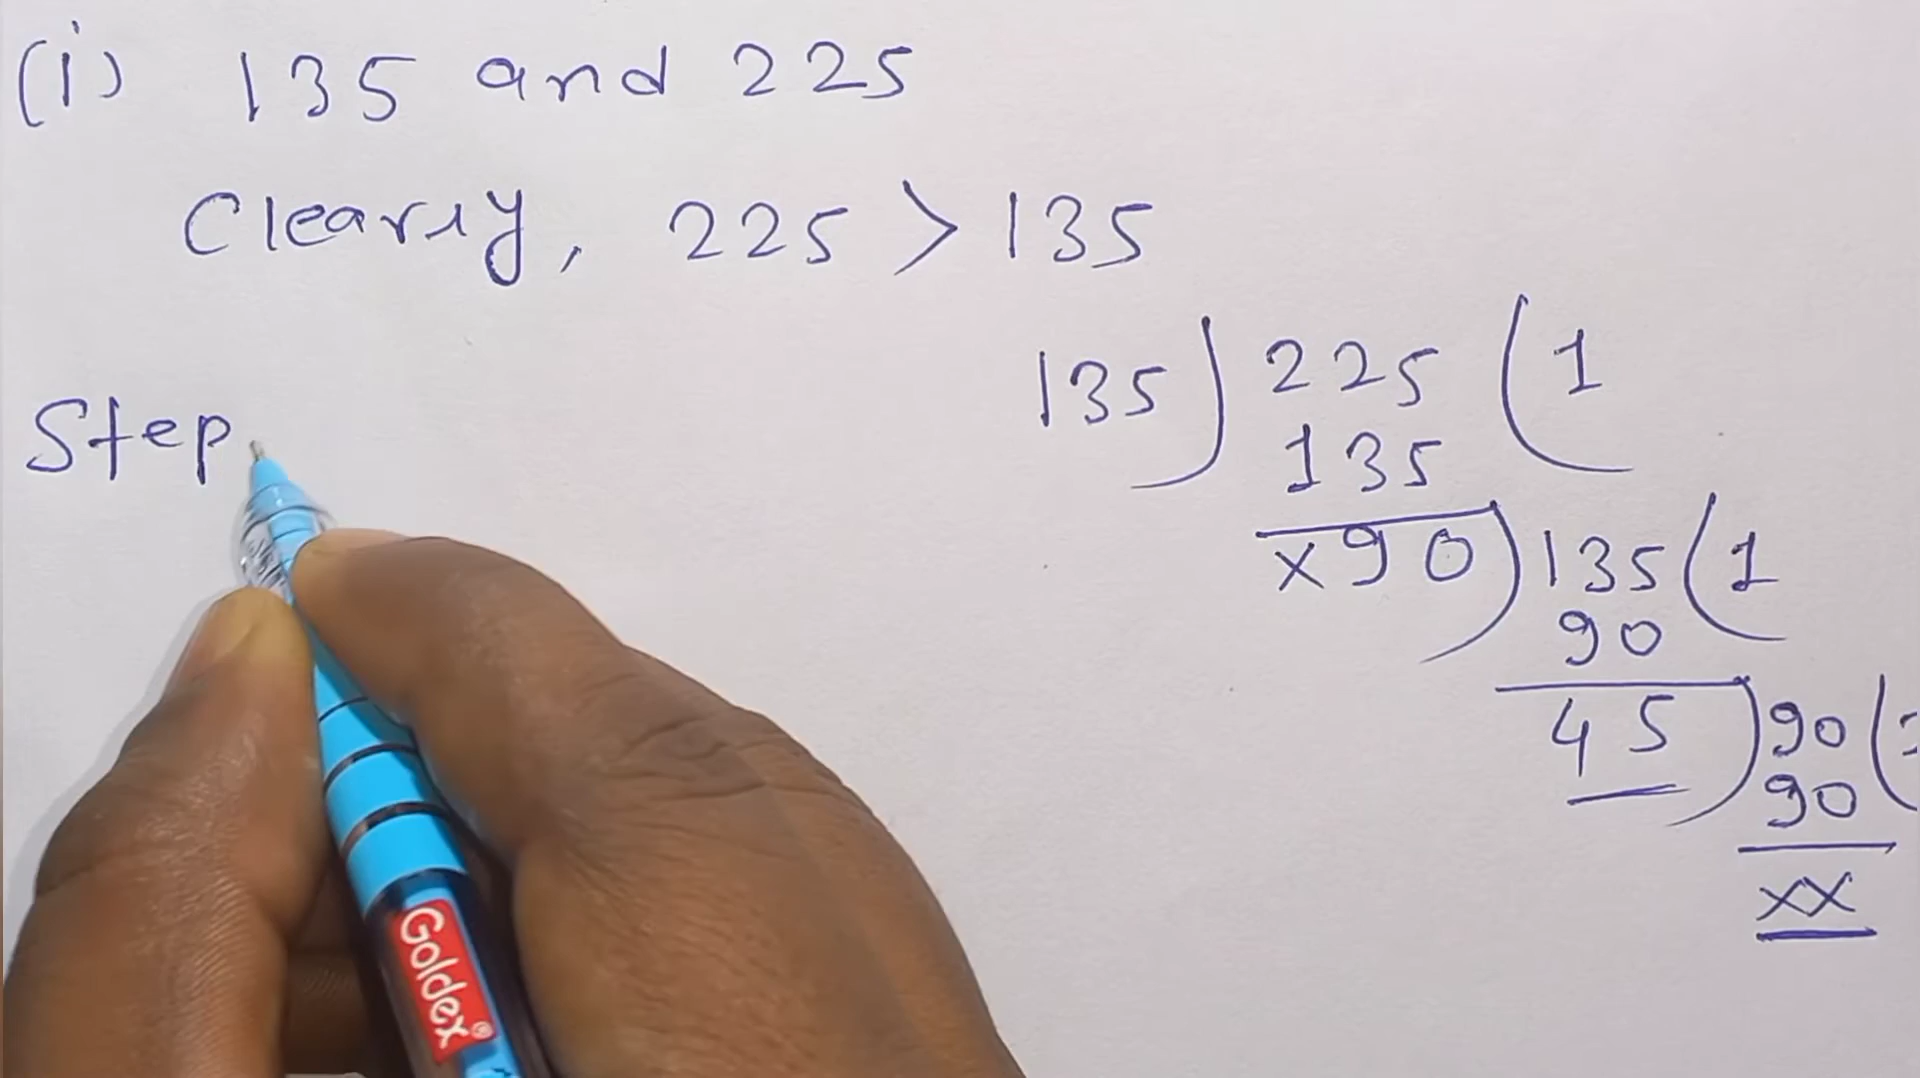 (i) 135 and 225
Clearly, 225 > 135
Step
135) 225 (1
135
x90) 135 (1
90
45) 90 (
90
xx
Goldex®